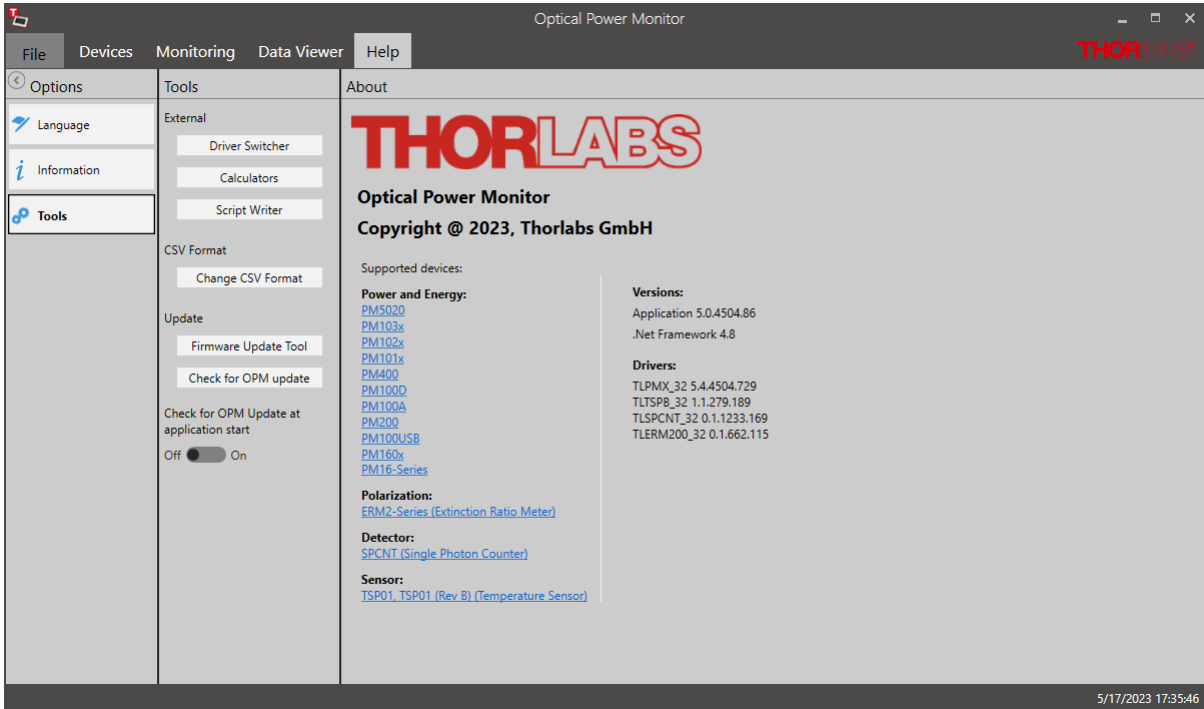 Optical Power Monitor
File Devices Monitoring Data Viewer Help
THORLABS
Options
Language
Information
Tools
Tools
External
Driver Switcher
Calculators
Script Writer
CSV Format
Change CSV Format
Update
Firmware Update Tool
Check for OPM update
Check for OPM Update at
application start
Off On
About
THORLABS
Optical Power Monitor
Copyright @ 2023, Thorlabs GmbH
Supported devices:
Power and Energy:
PM5020
PM103x
PM102x
PM101x
PM400
PM100D
PM100A
PM200
PM100USB
PM160x
PM16-Series
Polarization:
ERM2-Series (Extinction Ratio Meter)
Detector:
SPCNT (Single Photon Counter)
Sensor:
TSP01, TSP01 (Rev B) (Temperature Sensor)
Versions:
Application 5.0.4504.86
.Net Framework 4.8
Drivers:
TLPMX_32 5.4.4504.729
TLTSPB_32 1.1.279.189
TLSPCNT_32 0.1.1233.169
TLERM200_32 0.1.662.115
5/17/2023 17:35:46